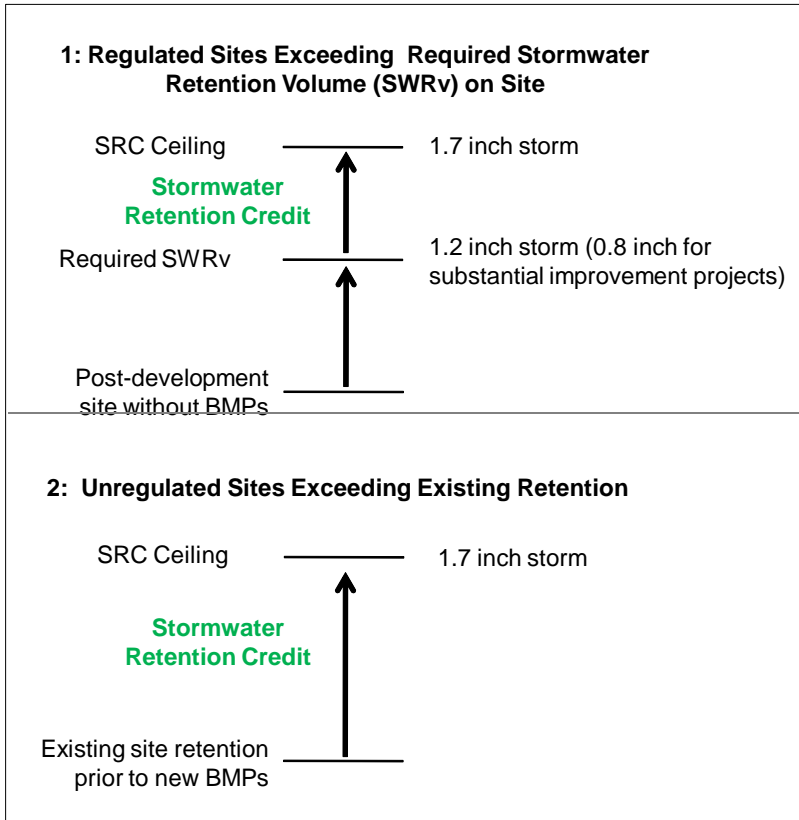 1: Regulated Sites Exceeding Required Stormwater
Retention Volume (SWRv) on Site
SRC Ceiling
1.7 inch storm
Stormwater
Retention Credit
Required SWRv
1.2 inch storm (0.8 inch for
substantial improvement projects)
Post-development
site without BMPs
2: Unregulated Sites Exceeding Existing Retention
SRC Ceiling
1.7 inch storm
Stormwater
Retention Credit
Existing site retention
prior to new BMPs